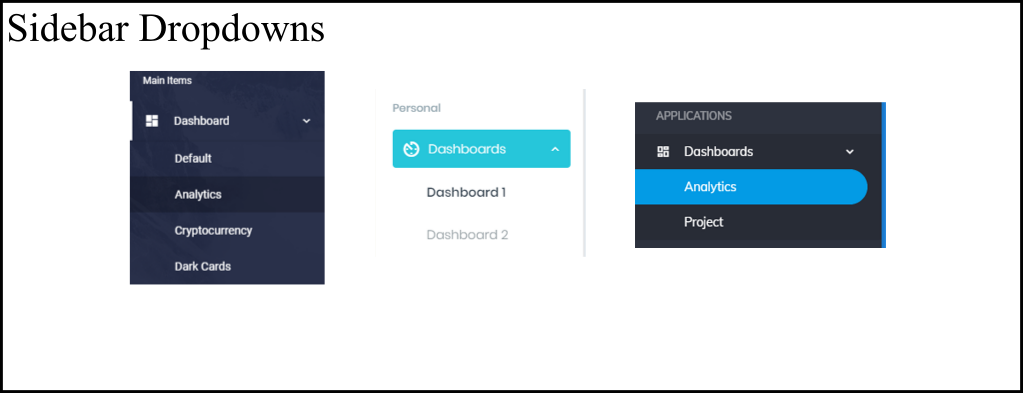 Sidebar Dropdowns
Main Items
Dashboard
Default
Analytics
Cryptocurrency
Dark Cards
Personal
Dashboards
Dashboard 1
Dashboard 2
APPLICATIONS
Dashboards
Analytics
Project